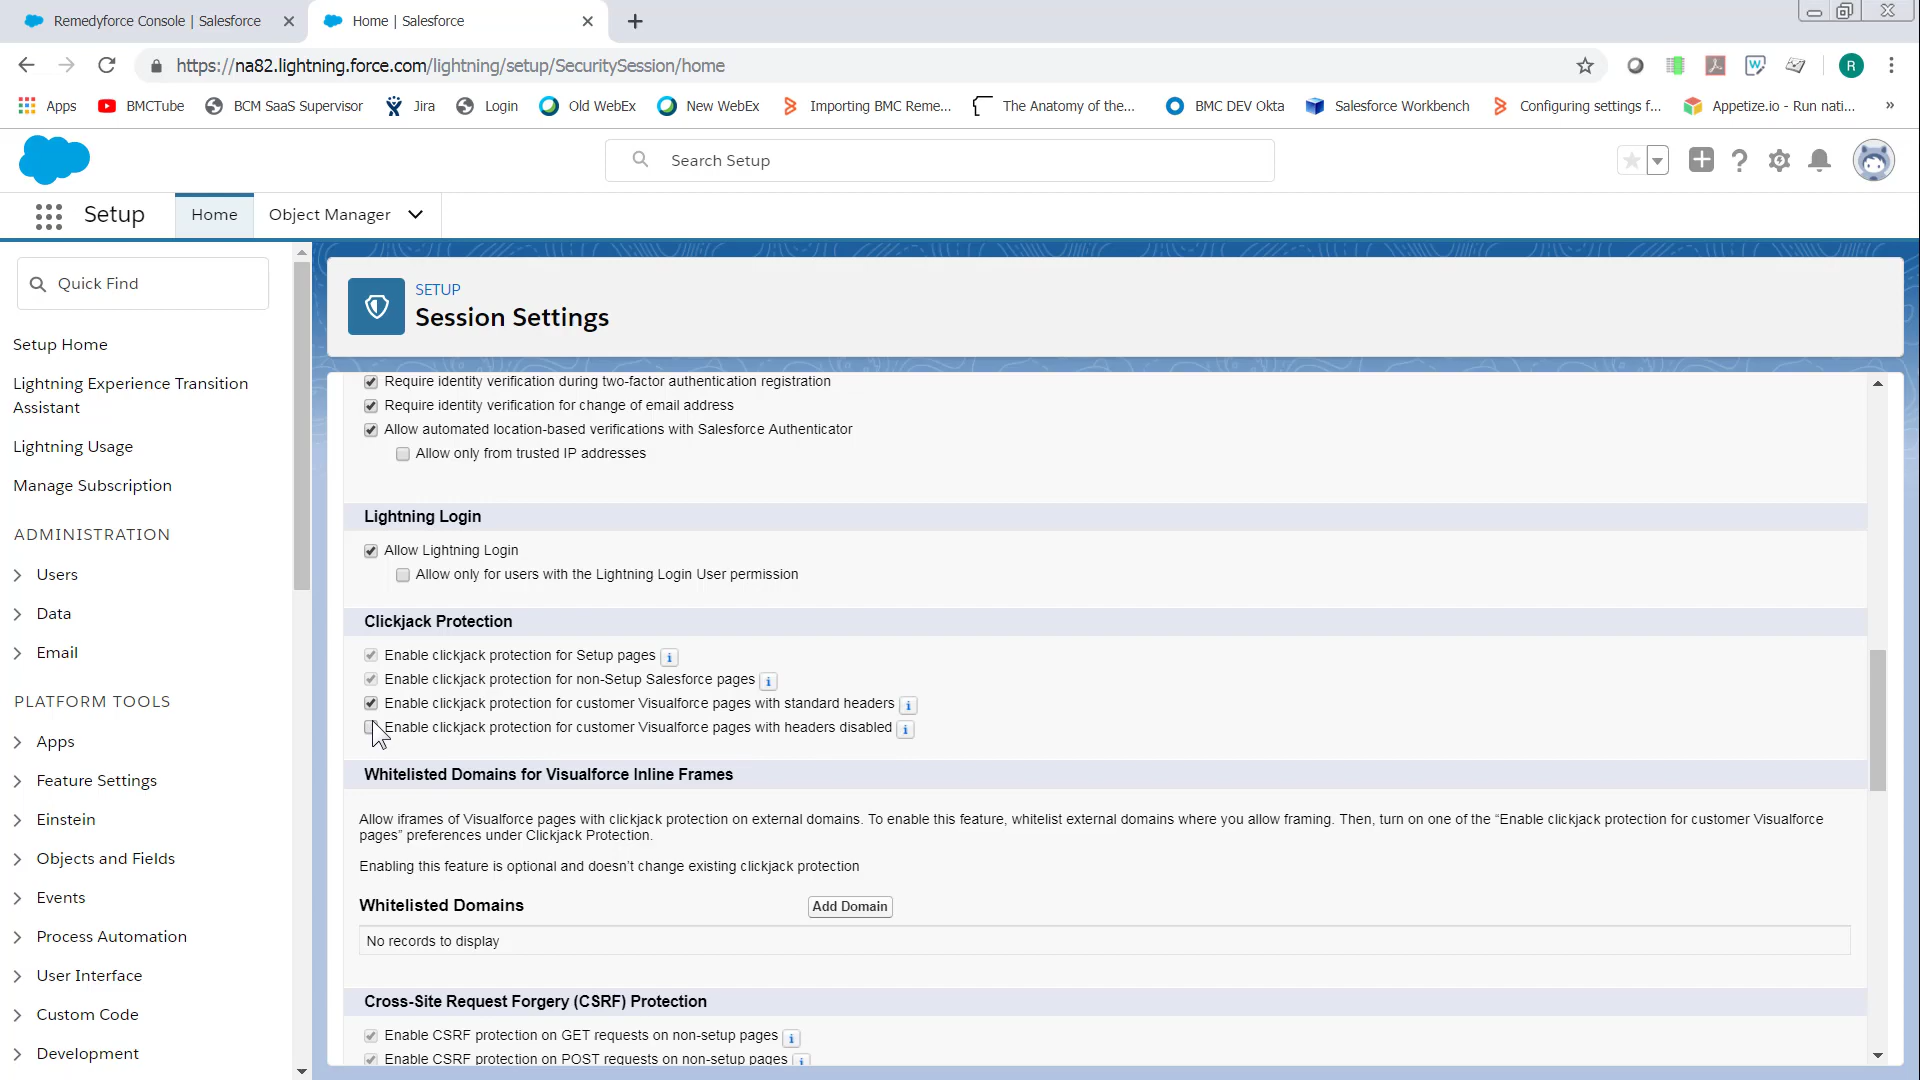 Remedyforce Console | Salesforce
Home | Salesforce
https://na82.lightning.force.com/lightning/setup/SecuritySession/home
R
Apps
BMCTube
BCM SaaS Supervisor
Jira
Login
Old WebEx
New WebEx
Importing BMC Reme...
The Anatomy of the...
BMC DEV Okta
Salesforce Workbench
Configuring settings f...
Appetize.io - Run nati...
»
Search Setup
Setup
Home
Object Manager
Quick Find
Setup Home
Lightning Experience Transition
Assistant
Lightning Usage
Manage Subscription
ADMINISTRATION
Users
Data
Email
PLATFORM TOOLS
Apps
Feature Settings
Einstein
Objects and Fields
Events
Process Automation
User Interface
Custom Code
Development
SETUP
Session Settings
Require identity verification during two-factor authentication registration
Require identity verification for change of email address
Allow automated location-based verifications with Salesforce Authenticator
Allow only from trusted IP addresses
Lightning Login
Allow Lightning Login
Allow only for users with the Lightning Login User permission
Clickjack Protection
Enable clickjack protection for Setup pages i
Enable clickjack protection for non-Setup Salesforce pages i
Enable clickjack protection for customer Visualforce pages with standard headers i
Enable clickjack protection for customer Visualforce pages with headers disabled i
Whitelisted Domains for Visualforce Inline Frames
Allow iframes of Visualforce pages with clickjack protection on external domains. To enable this feature, whitelist external domains where you allow framing. Then, turn on one of the “Enable clickjack protection for customer Visualforce
pages” preferences under Clickjack Protection.
Enabling this feature is optional and doesn’t change existing clickjack protection
Whitelisted Domains
Add Domain
No records to display
Cross-Site Request Forgery (CSRF) Protection
Enable CSRF protection on GET requests on non-setup pages i
Enable CSRF protection on POST requests on non-setup pages i